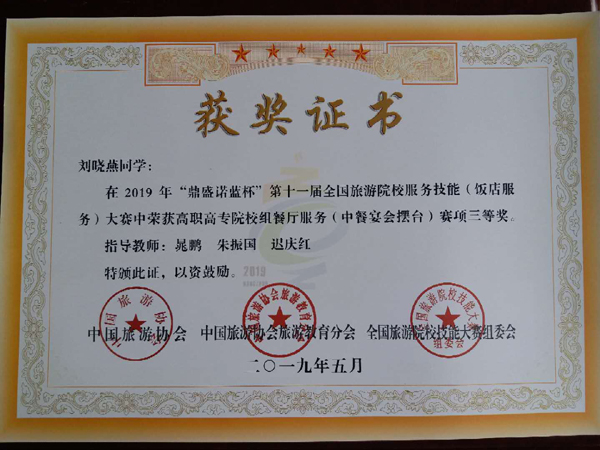 获奖证书
刘晓燕同学：
在 2019 年“鼎盛诺蓝杯”第十一届全国旅游院校服务技能（饭店服
务）大赛中荣获高职高专院校组餐厅服务（中餐宴会摆台）赛项三等奖。
指导教师：晁鹏 朱振国 迟庆红
特颁此证，以资鼓励。
2019
中国旅游协会 中国旅游协会旅游教育分会 全国旅游院校技能大赛组委会
组委会
二〇一九年五月